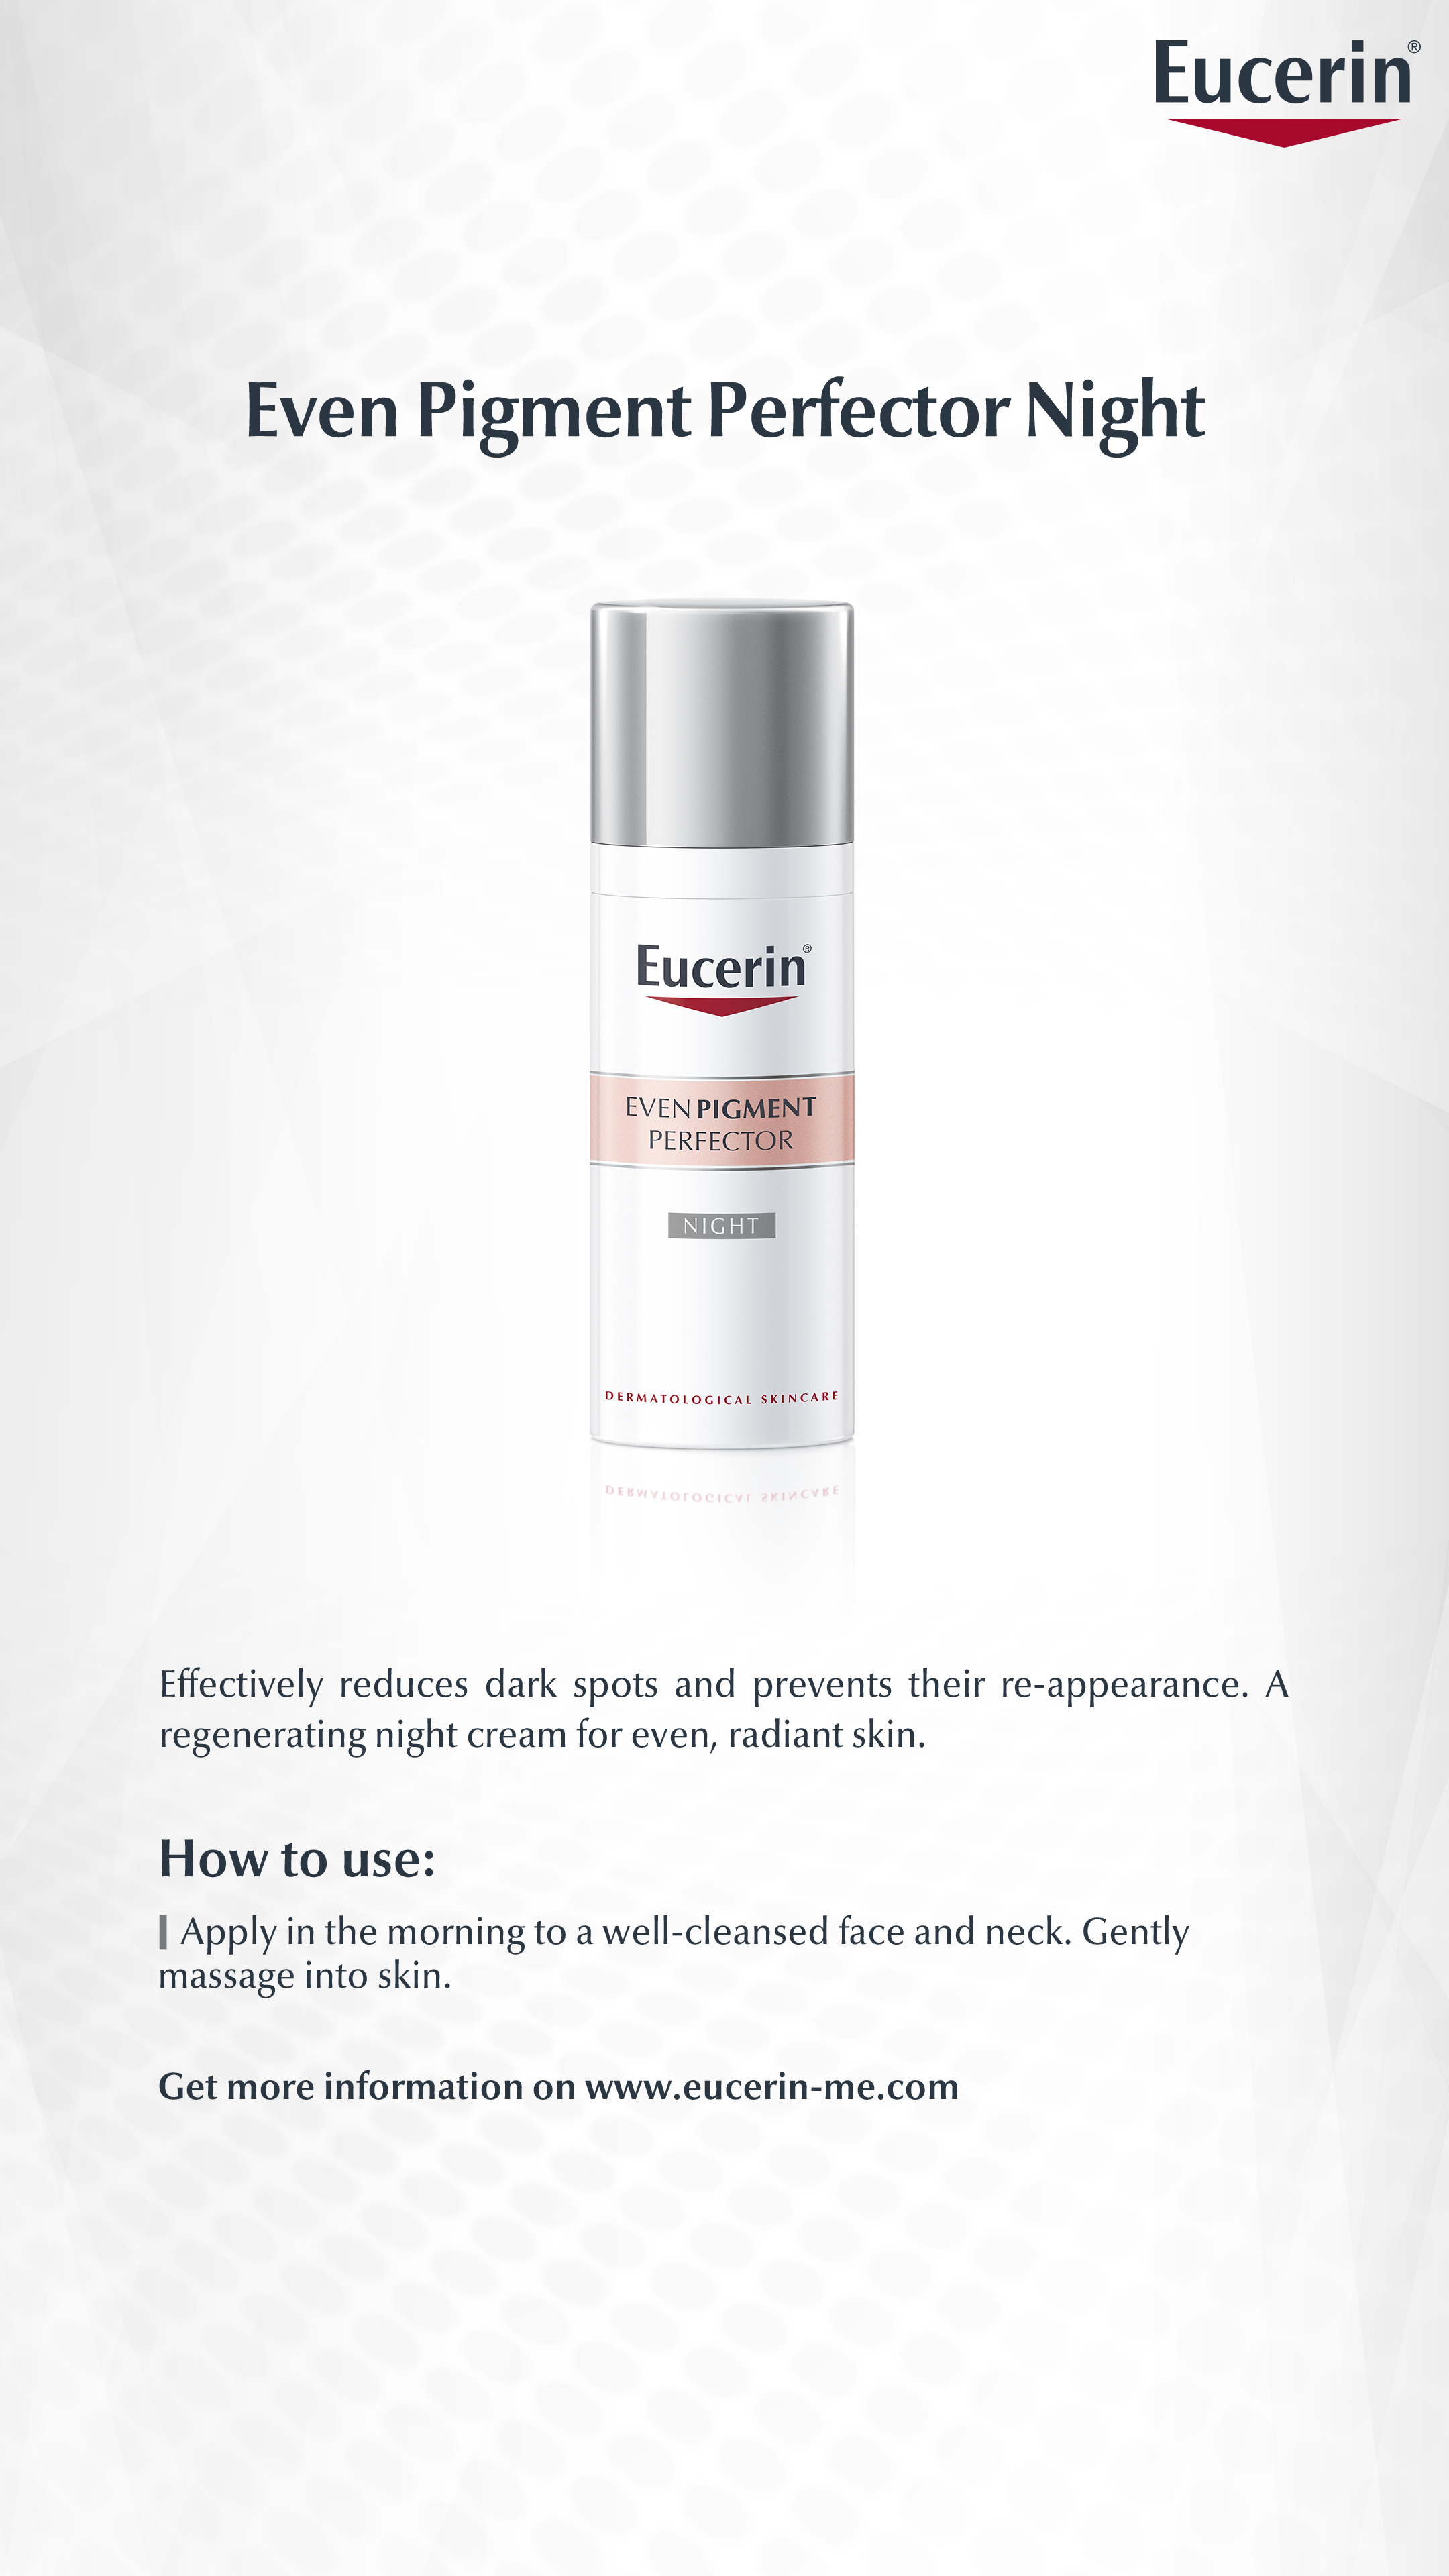 Eucerin®
Even Pigment Perfector Night
Eucerin®
EVEN PIGMENT
PERFECTOR
NIGHT
DERMATOLOGICAL SKINCARE
DERMATOLOGICAL SKINCARE
Effectively reduces dark spots and prevents their re-appearance. A
regenerating night cream for even, radiant skin.
How to use:
Apply in the morning to a well-cleansed face and neck. Gently
massage into skin.
Get more information on www.eucerin-me.com